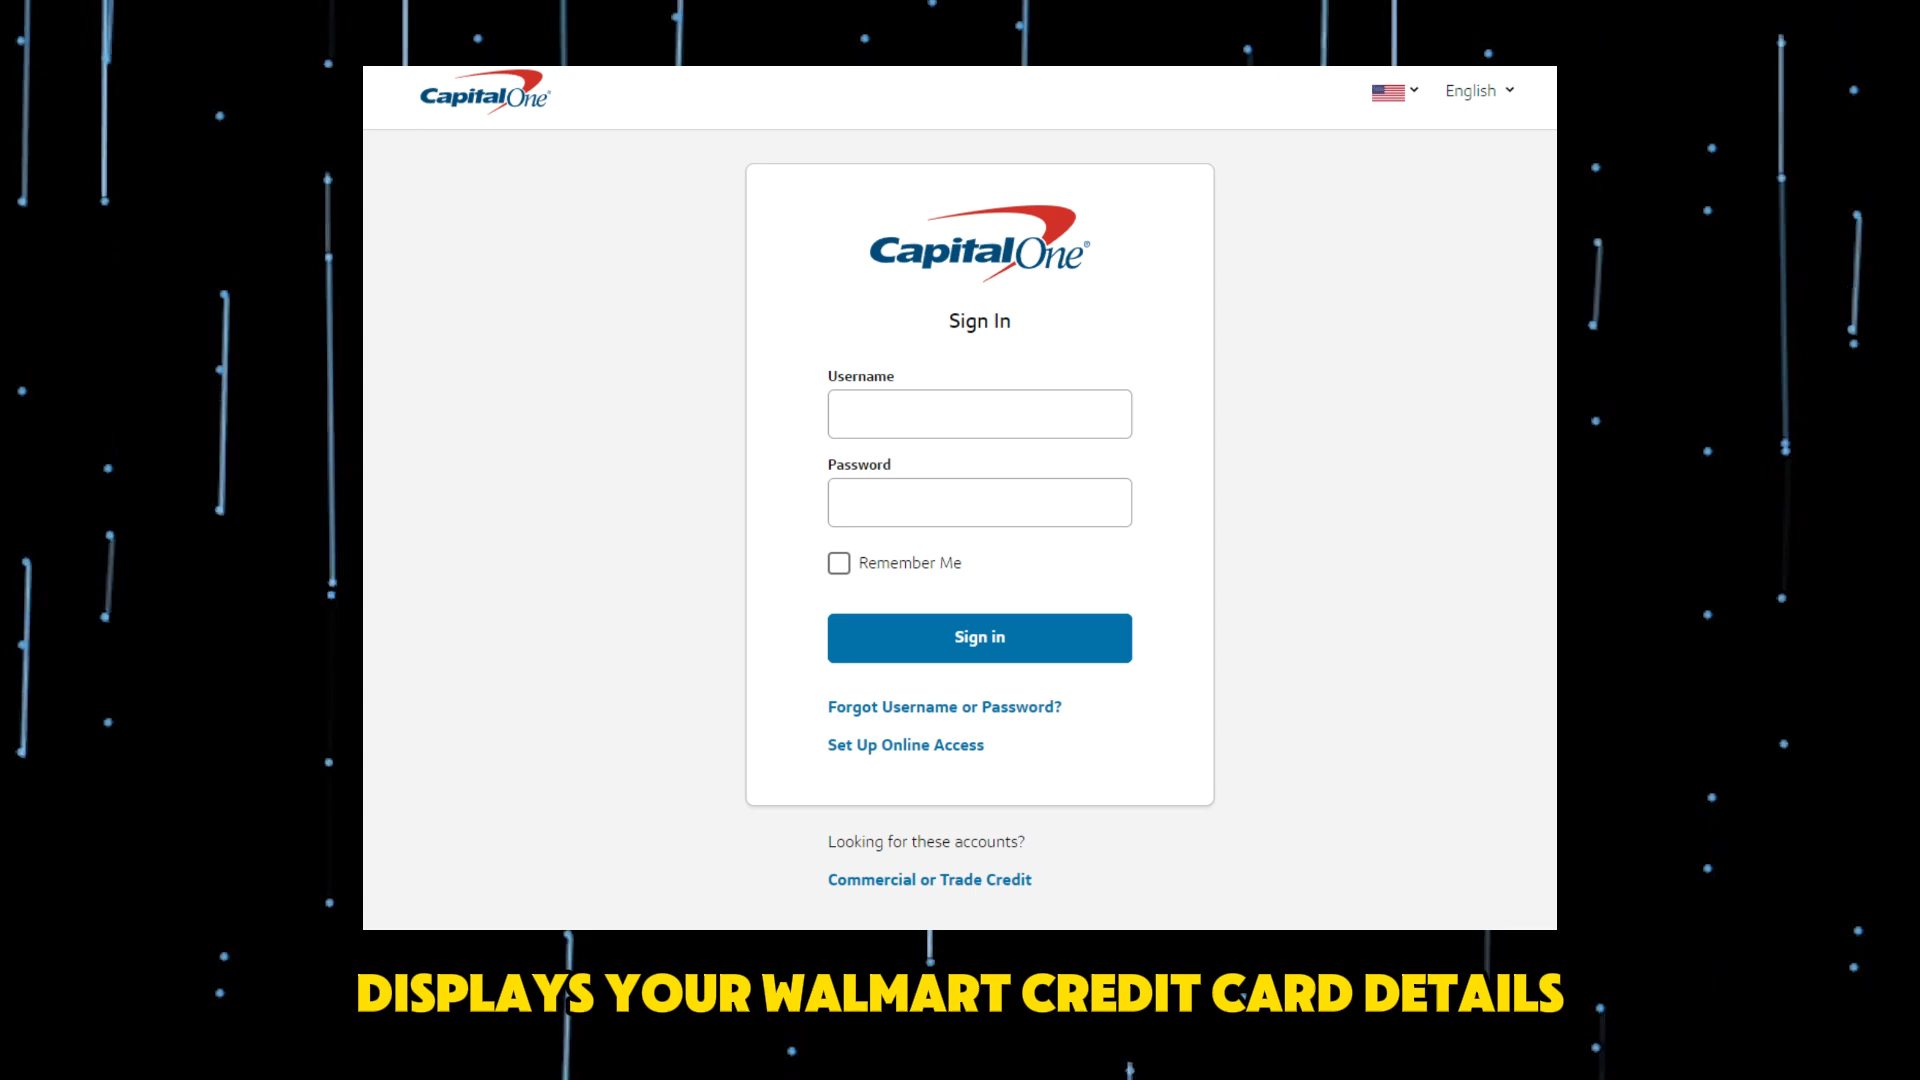 CapitalOne®
English
CapitalOne®
Sign In
Username
Password
Remember Me
Sign in
Forgot Username or Password?
Set Up Online Access
Looking for these accounts?
Commercial or Trade Credit
DISPLAYS YOUR WALMART CREDIT CARD DETAILS